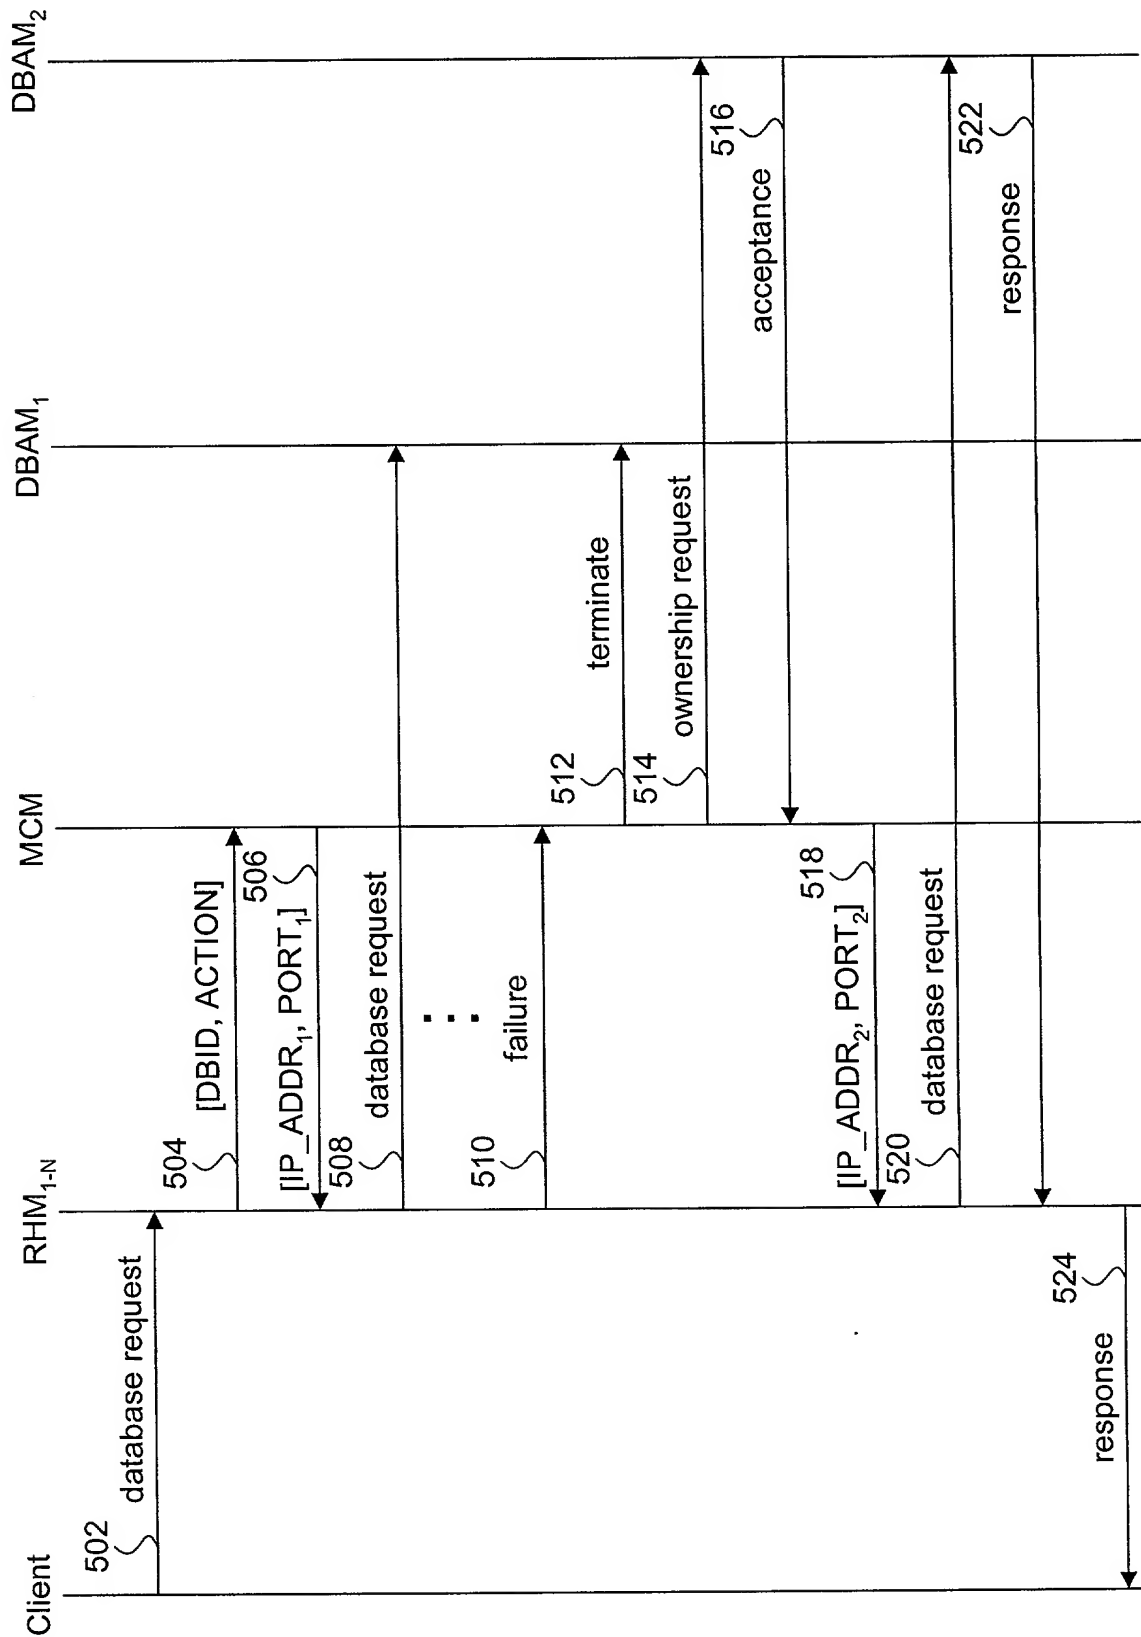 Client
RHM₁₋N
MCM
DBAM₁
DBAM₂
502
database request
504
[DBID, ACTION]
[IP_ADDR₁, PORT₁]
506
508
database request
510
failure
512
terminate
514
ownership request
acceptance
516
[IP_ADDR₂, PORT₂]
518
520
database request
response
522
response
524